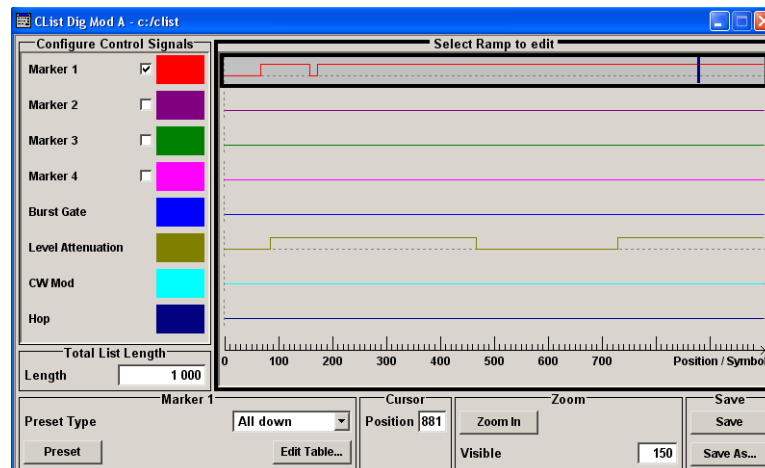 CList Dig Mod A - c:/clist
Configure Control Signals
Select Ramp to edit
Marker 1
Marker 2
Marker 3
Marker 4
Burst Gate
Level Attenuation
CW Mod
Hop
0 100 200 300 400 500 600 700 Position / Symbol
Total List Length
Length 1 000
Marker 1
Preset Type All down
Preset Edit Table...
Cursor
Position 881
Zoom
Zoom In
Visible 150
Save
Save
Save As...